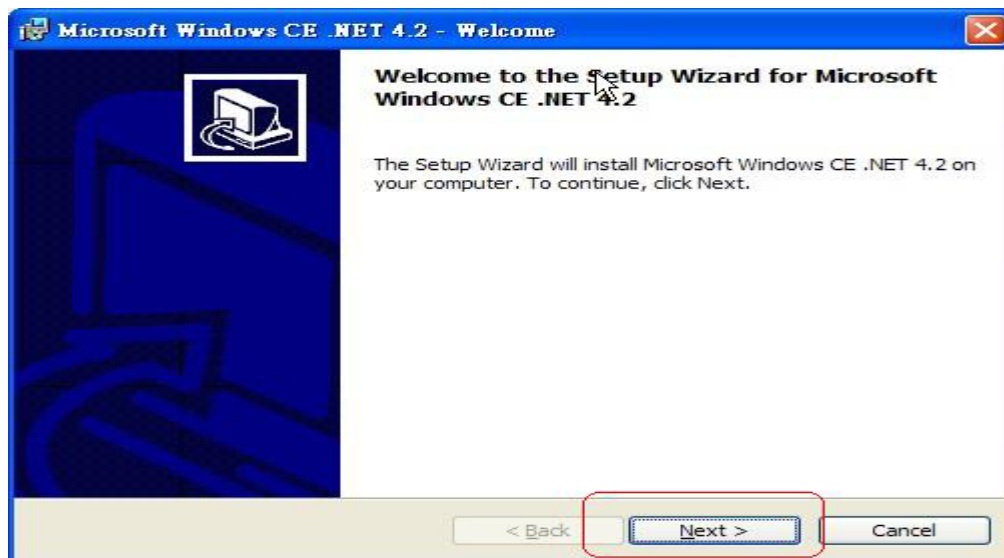 Microsoft Windows CE .NET 4.2 - Welcome
Welcome to the Setup Wizard for Microsoft
Windows CE .NET 4.2
The Setup Wizard will install Microsoft Windows CE .NET 4.2 on
your computer. To continue, click Next.
< Back Next > Cancel